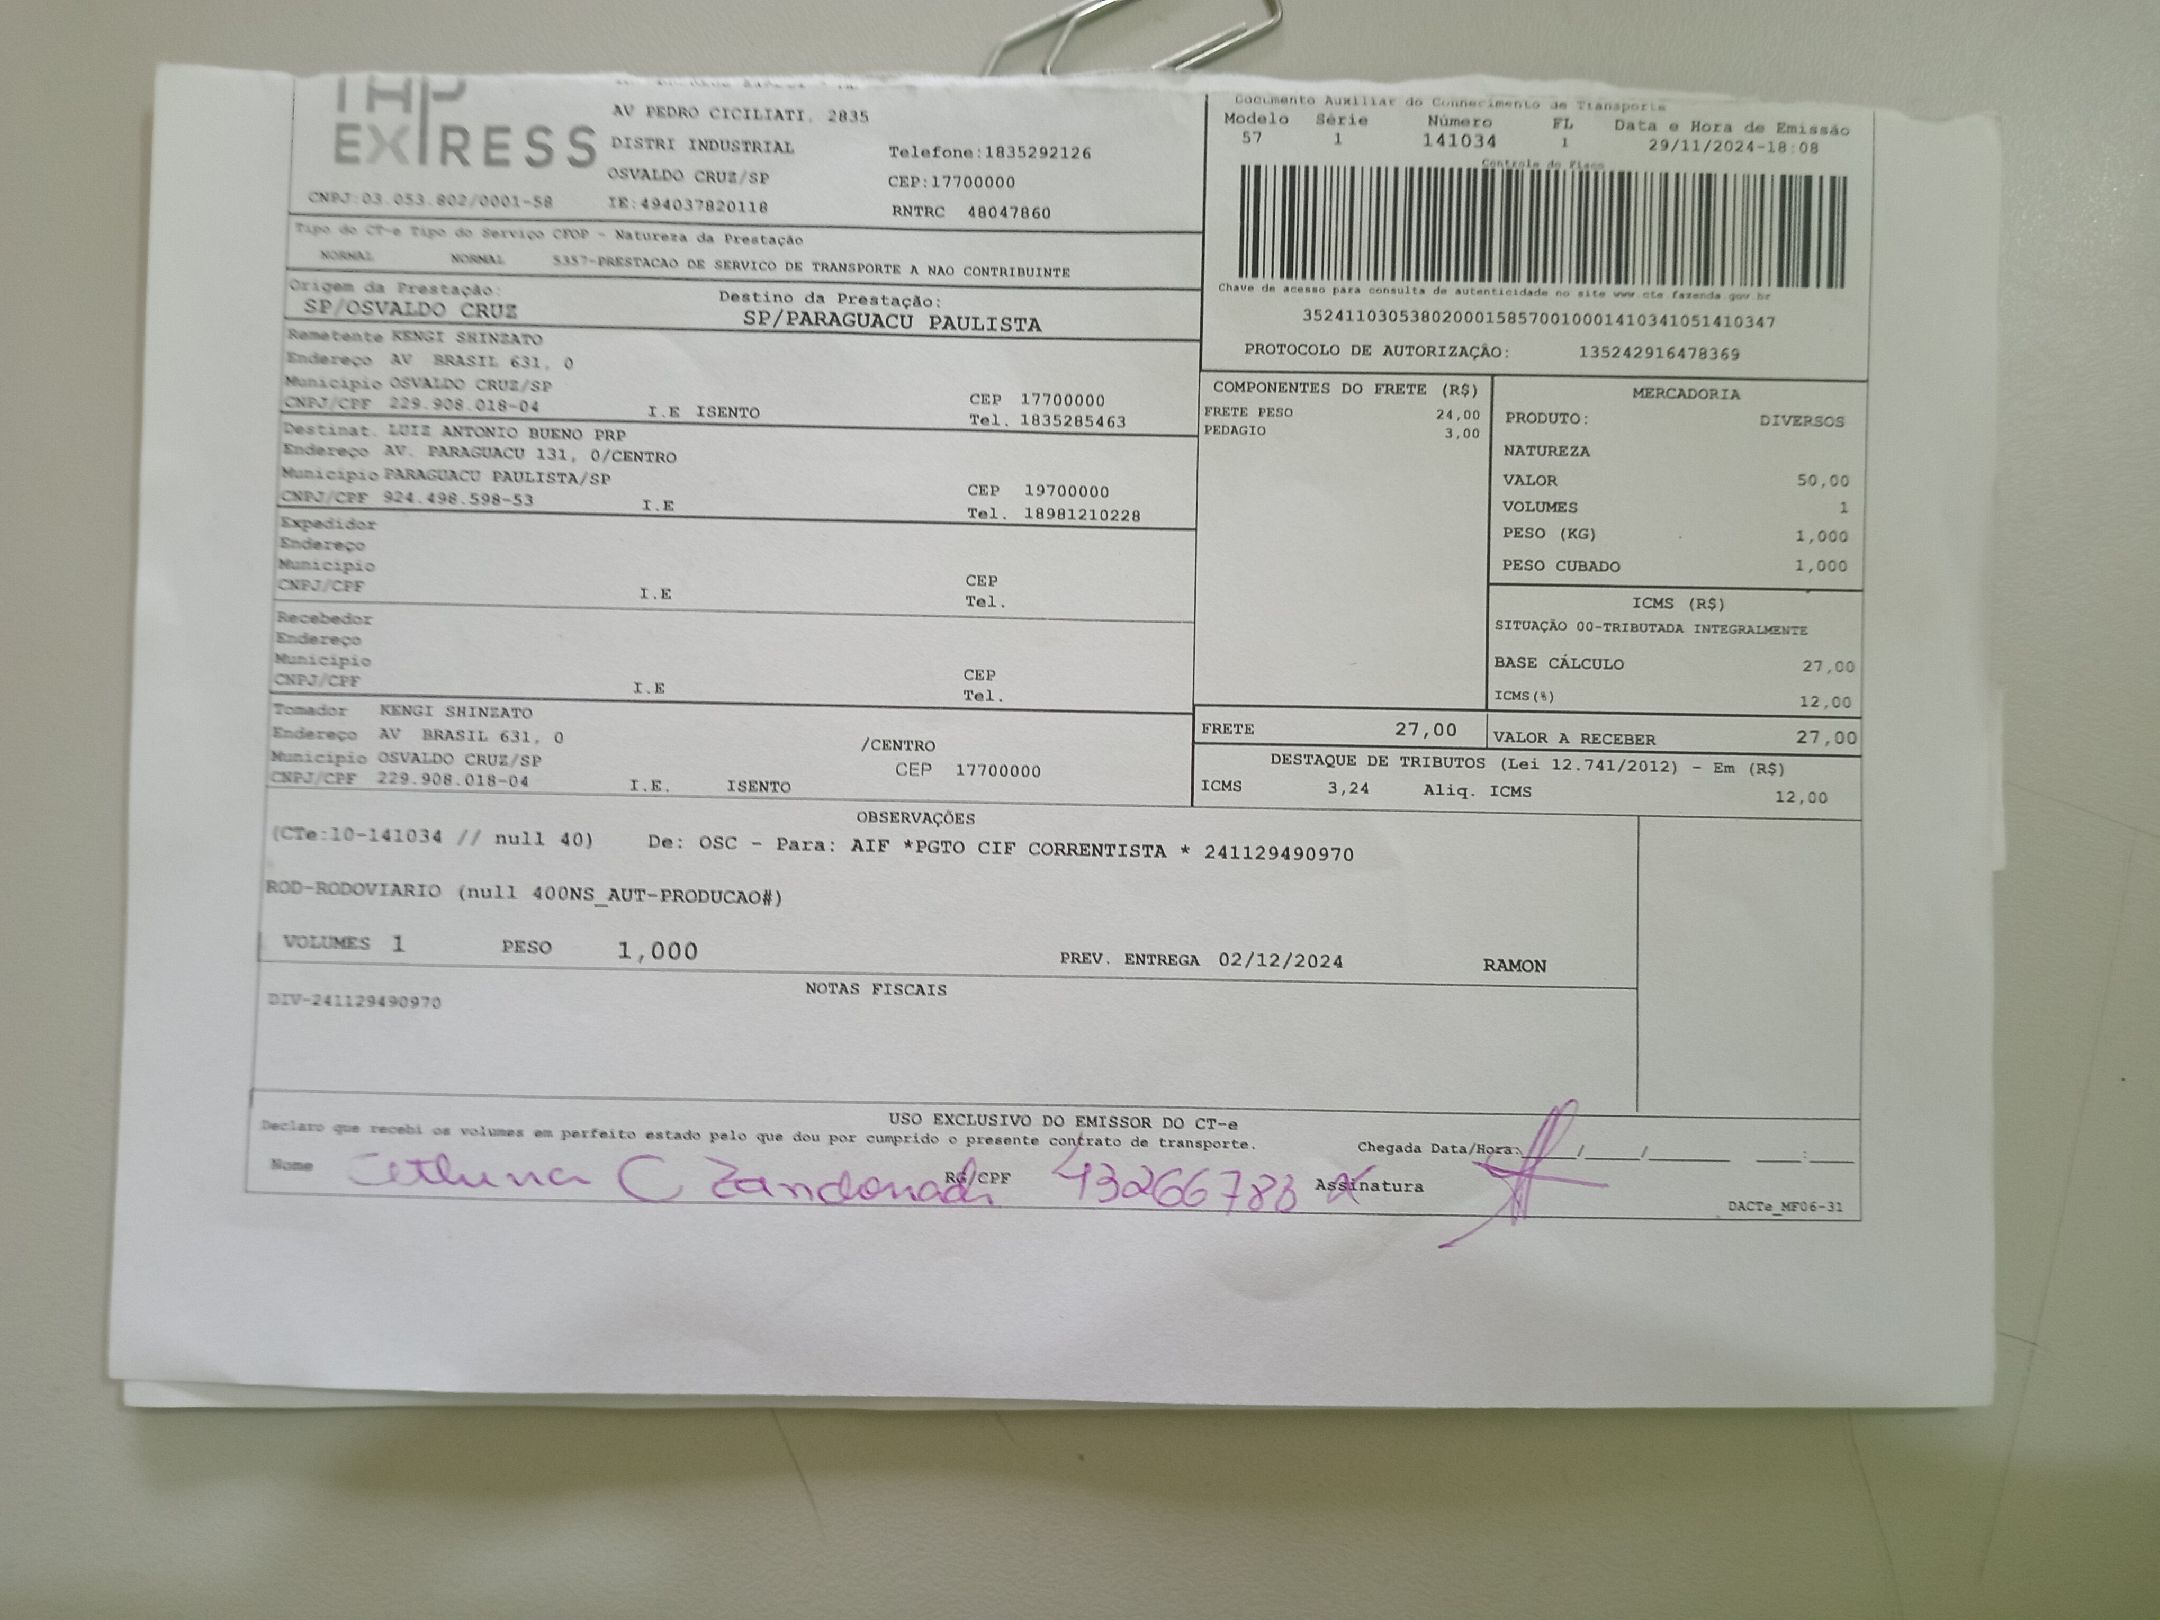 THP
EXPRESS
AV PEDRO CICILIATI, 2835
DISTRI INDUSTRIAL
Telefone:1835292126
OSVALDO CRUZ/SP
CEP:17700000
CNPJ:03.053.802/0001-58
IE:494037820118
RNTRC 48047860
Documento Auxiliar do Conhecimento de Transporte
Modelo Série Número FL Data e Hora de Emissão
57 1 141034 1 29/11/2024-18:08
Controle do Fisco
Chave de acesso para consulta de autenticidade no site www.cte.fazenda.gov.br
35241103053802000158570010001410341051410347
PROTOCOLO DE AUTORIZAÇÃO: 135242916478369
Tipo do CT-e Tipo do Serviço CFOP - Natureza da Prestação
NORMAL NORMAL 5357-PRESTACAO DE SERVICO DE TRANSPORTE A NAO CONTRIBUINTE
Origem da Prestação: Destino da Prestação:
SP/OSVALDO CRUZ SP/PARAGUACU PAULISTA
Remetente KENGI SHINZATO
Endereço AV BRASIL 631, 0
Municipio OSVALDO CRUZ/SP CEP 17700000
CNPJ/CPF 229.908.018-04 I.E ISENTO Tel. 1835285463
Destinat. LUIZ ANTONIO BUENO PRP
Endereço AV. PARAGUACU 131, 0/CENTRO
Municipio PARAGUACU PAULISTA/SP CEP 19700000
CNPJ/CPF 924.498.598-53 I.E Tel. 18981210228
Expedidor
Endereço
Municipio CEP
CNPJ/CPF I.E Tel.
Recebedor
Endereço
Municipio CEP
CNPJ/CPF I.E Tel.
Tomador KENGI SHINZATO
Endereço AV BRASIL 631, 0 /CENTRO
Municipio OSVALDO CRUZ/SP CEP 17700000
CNPJ/CPF 229.908.018-04 I.E. ISENTO
COMPONENTES DO FRETE (R$)
FRETE PESO 24,00
PEDAGIO 3,00
MERCADORIA
PRODUTO: DIVERSOS
NATUREZA
VALOR 50,00
VOLUMES 1
PESO (KG) 1,000
PESO CUBADO 1,000
ICMS (R$)
SITUAÇÃO 00-TRIBUTADA INTEGRALMENTE
BASE CÁLCULO 27,00
ICMS(%) 12,00
FRETE 27,00 VALOR A RECEBER 27,00
DESTAQUE DE TRIBUTOS (Lei 12.741/2012) - Em (R$)
ICMS 3,24 Aliq. ICMS 12,00
OBSERVAÇÕES
(CTe:10-141034 // null 40) De: OSC - Para: AIF *PGTO CIF CORRENTISTA * 241129490970
ROD-RODOVIARIO (null 400NS_AUT-PRODUCAO#)
VOLUMES 1 PESO 1,000 PREV. ENTREGA 02/12/2024 RAMON
NOTAS FISCAIS
DIV-241129490970
USO EXCLUSIVO DO EMISSOR DO CT-e
Declaro que recebi os volumes em perfeito estado pelo que dou por cumprido o presente contrato de transporte. Chegada Data/Hora:____/____/______ ___:___
Nome C Zandonadi RG/CPF 43266783 Assinatura
DACTe_MF06-31